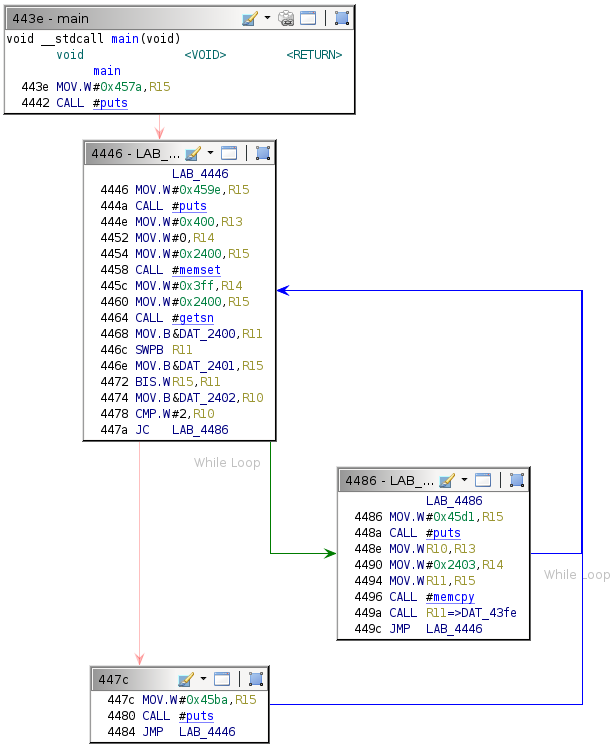 443e - main
void __stdcall main(void)
void <VOID> <RETURN>
main
443e MOV.W #0x457a,R15
4442 CALL #puts
4446 - LAB_...
LAB_4446
4446 MOV.W #0x459e,R15
444a CALL #puts
444e MOV.W #0x400,R13
4452 MOV.W #0,R14
4454 MOV.W #0x2400,R15
4458 CALL #memset
445c MOV.W #0x3ff,R14
4460 MOV.W #0x2400,R15
4464 CALL #getsn
4468 MOV.B &DAT_2400,R11
446c SWPB R11
446e MOV.B &DAT_2401,R15
4472 BIS.W R15,R11
4474 MOV.B &DAT_2402,R10
4478 CMP.W #2,R10
447a JC LAB_4486
While Loop
4486 - LAB_...
LAB_4486
4486 MOV.W #0x45d1,R15
448a CALL #puts
448e MOV.W R10,R13
4490 MOV.W #0x2403,R14
4494 MOV.W R11,R15
4496 CALL #memcpy
499a CALL R11=>DAT_43fe
449c JMP LAB_4446
While Loop
447c
447c MOV.W #0x45ba,R15
4480 CALL #puts
4484 JMP LAB_4446